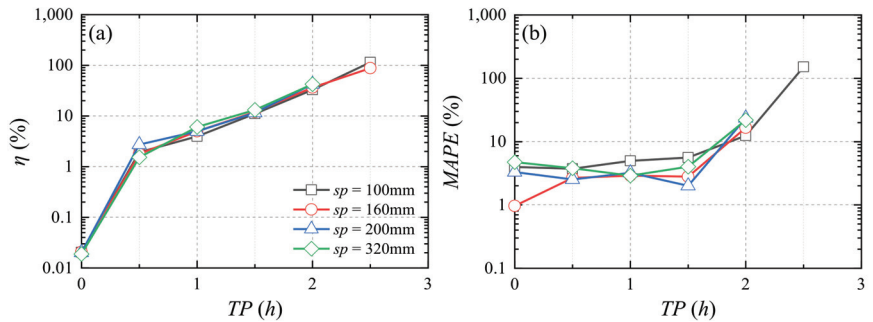 (a)
η (%)
1,000
100
10
1
0.1
0.01
0
1
2
3
TP (h)
sp = 100mm
sp = 160mm
sp = 200mm
sp = 320mm
(b)
MAPE (%)
1,000
100
10
1
0.1
0
1
2
3
TP (h)